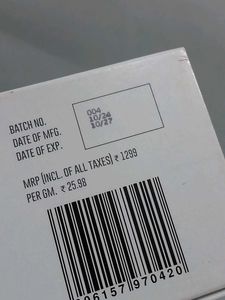 BATCH NO.
DATE OF MFG.
DATE OF EXP.
004
10/24
10/27
MRP (INCL. OF ALL TAXES) ₹ 1299
PER GM. ₹ 25.98
06157 970420